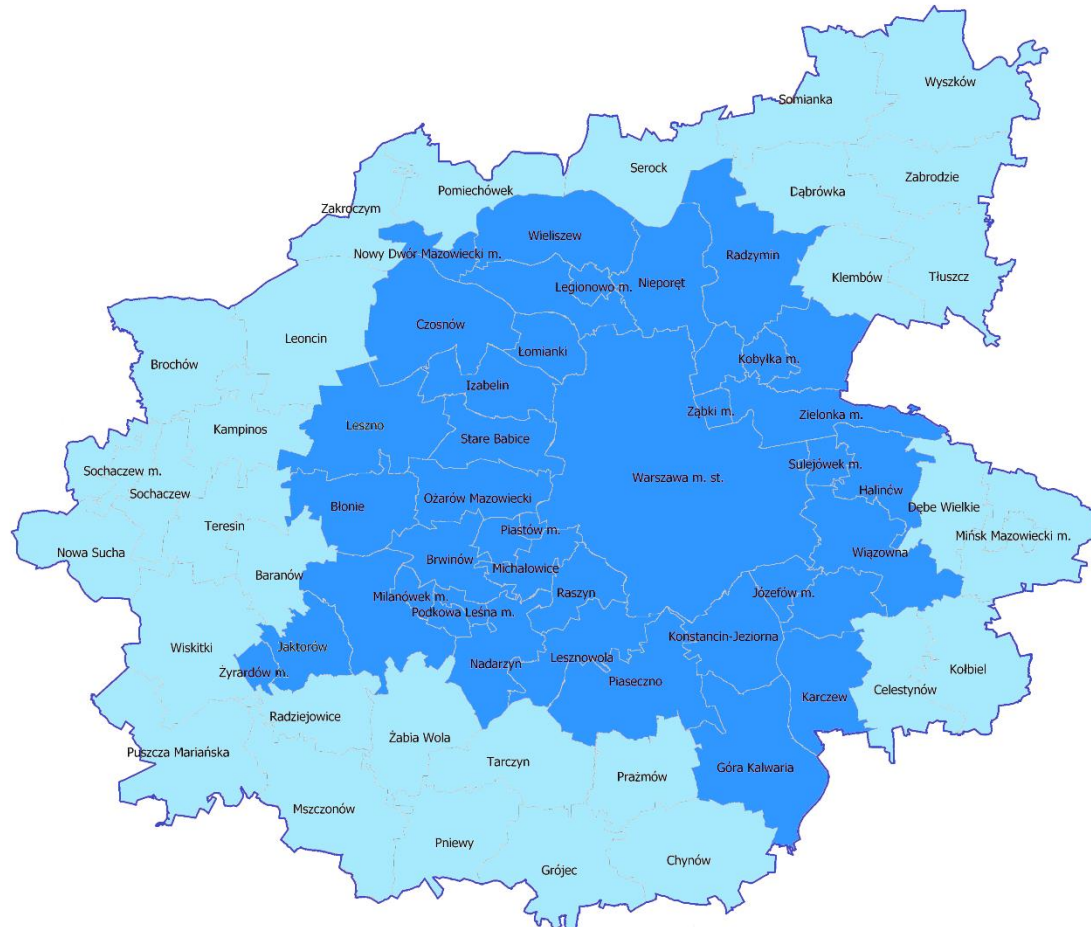 Wyszków
Somianka
Serock
Zabrodzie
Pomiechówek
Dąbrówka
Zakroczym
Wieliszew
Nowy Dwór Mazowiecki m.
Radzymin
Tłuszcz
Klembów
Nieporęt
Legionowo m.
Czosnów
Leoncin
Łomianki
Kobyłka m.
Brochów
Izabelin
Ząbki m.
Zielonka m.
Leszno
Kampinos
Stare Babice
Sulejówek m.
Sochaczew m.
Warszawa m. st.
Halinów
Sochaczew
Ożarów Mazowiecki
Błonie
Dębe Wielkie
Teresin
Piastów m.
Mińsk Mazowiecki m.
Nowa Sucha
Wiązowna
Brwinów
Michałowice
Baranów
Józefów m.
Raszyn
Milanówek m.
Podkowa Leśna m.
Konstancin-Jeziorna
Jaktorów
Wiskitki
Lesznowola
Nadarzyn
Kołbiel
Żyrardów m.
Piaseczno
Celestynów
Karczew
Radziejowice
Żabia Wola
Puszcza Mariańska
Tarczyn
Góra Kalwaria
Prażmów
Mszczonów
Pniewy
Chynów
Grójec